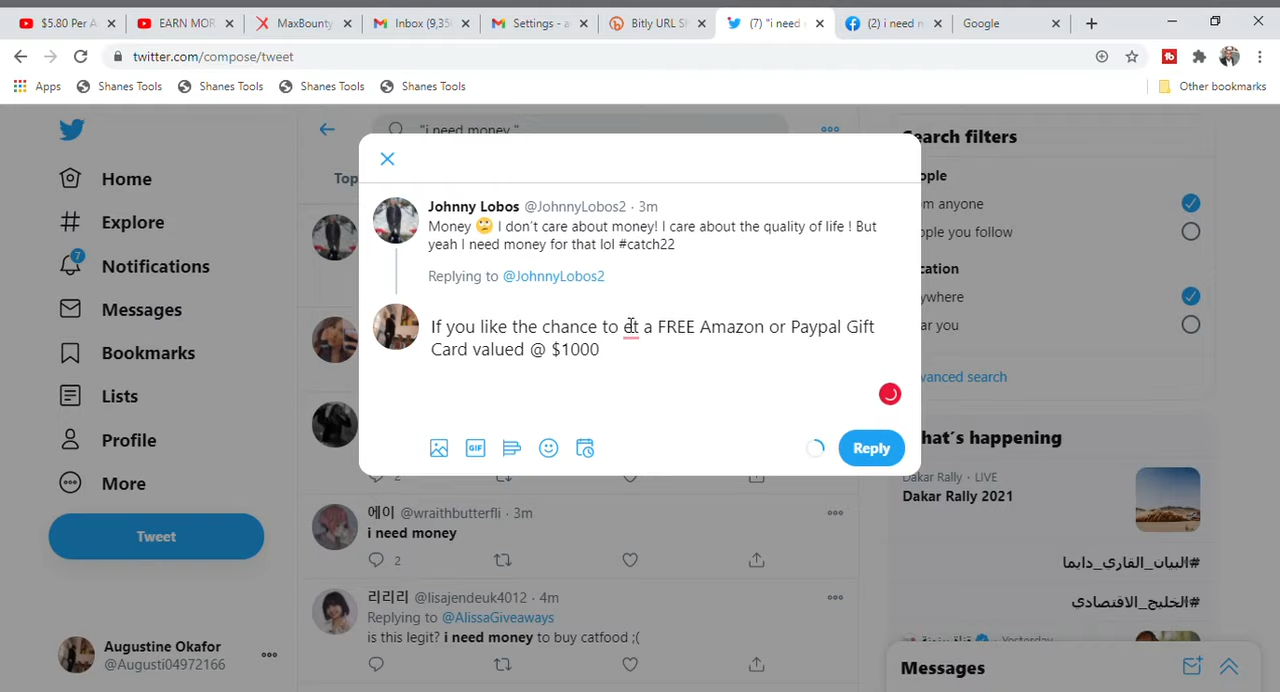 $5.80 Per A
EARN MOR
MaxBounty
Inbox (9,35
Settings - a
Bitly URL S
(7) "i need
(2) i need m
Google
twitter.com/compose/tweet
Apps
Shanes Tools
Shanes Tools
Shanes Tools
Shanes Tools
Other bookmarks
Home
Explore
7
Notifications
Messages
Bookmarks
Lists
Profile
More
Tweet
Augustine Okafor
@Augusti04972166
"i need money "
Top
Johnny Lobos @JohnnyLobos2 · 3m
Money 🙄 I don't care about money! I care about the quality of life ! But
yeah I need money for that lol #catch22
Replying to @JohnnyLobos2
If you like the chance to et a FREE Amazon or Paypal Gift
Card valued @ $1000
GIF
Reply
2
에이 @wraithbutterfli · 3m
i need money
2
리리리 @lisajendeuk4012 · 4m
Replying to @AlissaGiveaways
is this legit? i need money to buy catfood ;(
Search filters
ople
m anyone
ople you follow
cation
ywhere
ar you
vanced search
hat's happening
Dakar Rally · LIVE
Dakar Rally 2021
#البيان_القاري_دايما
#الخليج_الاقتصادي
Yesterday
Messages